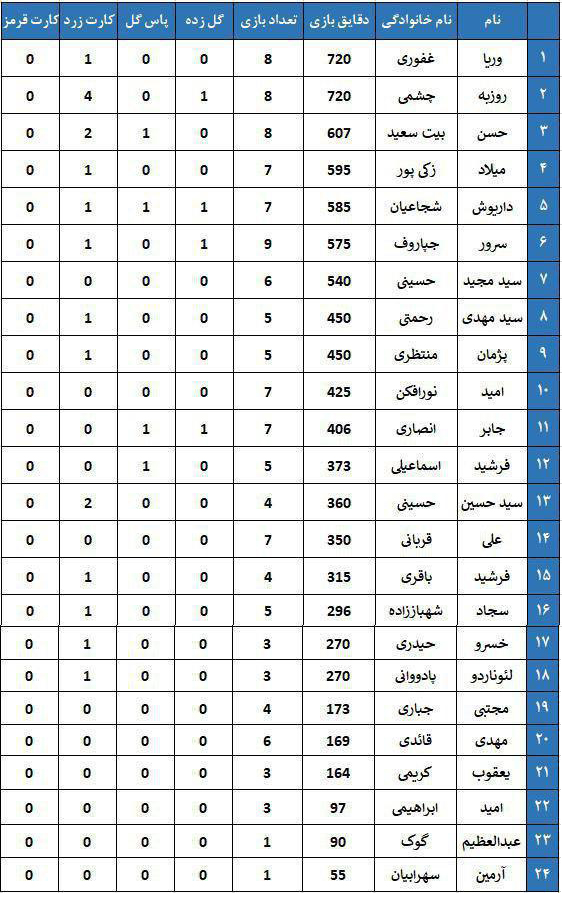 نام نام خانوادگی دقایق بازی تعداد بازی گل زده پاس گل کارت زرد کارت قرمز
۱ وریا غفوری 720 8 0 0 1 0
۲ روزبه چشمی 720 8 1 0 4 0
۳ حسن بیت سعید 607 8 0 1 2 0
۴ میلاد زکی پور 595 7 0 0 1 0
۵ داریوش شجاعیان 585 7 1 1 1 0
۶ سرور جپاروف 575 9 1 0 1 0
۷ سید مجید حسینی 540 6 0 0 0 0
۸ سید مهدی رحمتی 450 5 0 0 1 0
۹ پژمان منتظری 450 5 0 0 1 0
۱۰ امید نورافکن 425 7 0 0 0 0
۱۱ جابر انصاری 406 7 1 1 0 0
۱۲ فرشید اسماعیلی 373 5 0 1 0 0
۱۳ سید حسین حسینی 360 4 0 0 2 0
۱۴ علی قربانی 350 7 0 0 0 0
۱۵ فرشید باقری 315 4 0 0 1 0
۱۶ سجاد شهباززاده 296 5 0 0 1 0
۱۷ خسرو حیدری 270 3 0 0 1 0
۱۸ لئوناردو پادووانی 270 3 0 0 1 0
۱۹ مجتبی جباری 173 4 0 0 0 0
۲۰ مهدی قائدی 169 6 0 0 0 0
۲۱ یعقوب کریمی 164 3 0 0 0 0
۲۲ امید ابراهیمی 97 3 0 0 0 0
۲۳ عبدالعظیم گوک 90 1 0 0 0 0
۲۴ آرمین سهرابیان 55 1 0 0 0 0